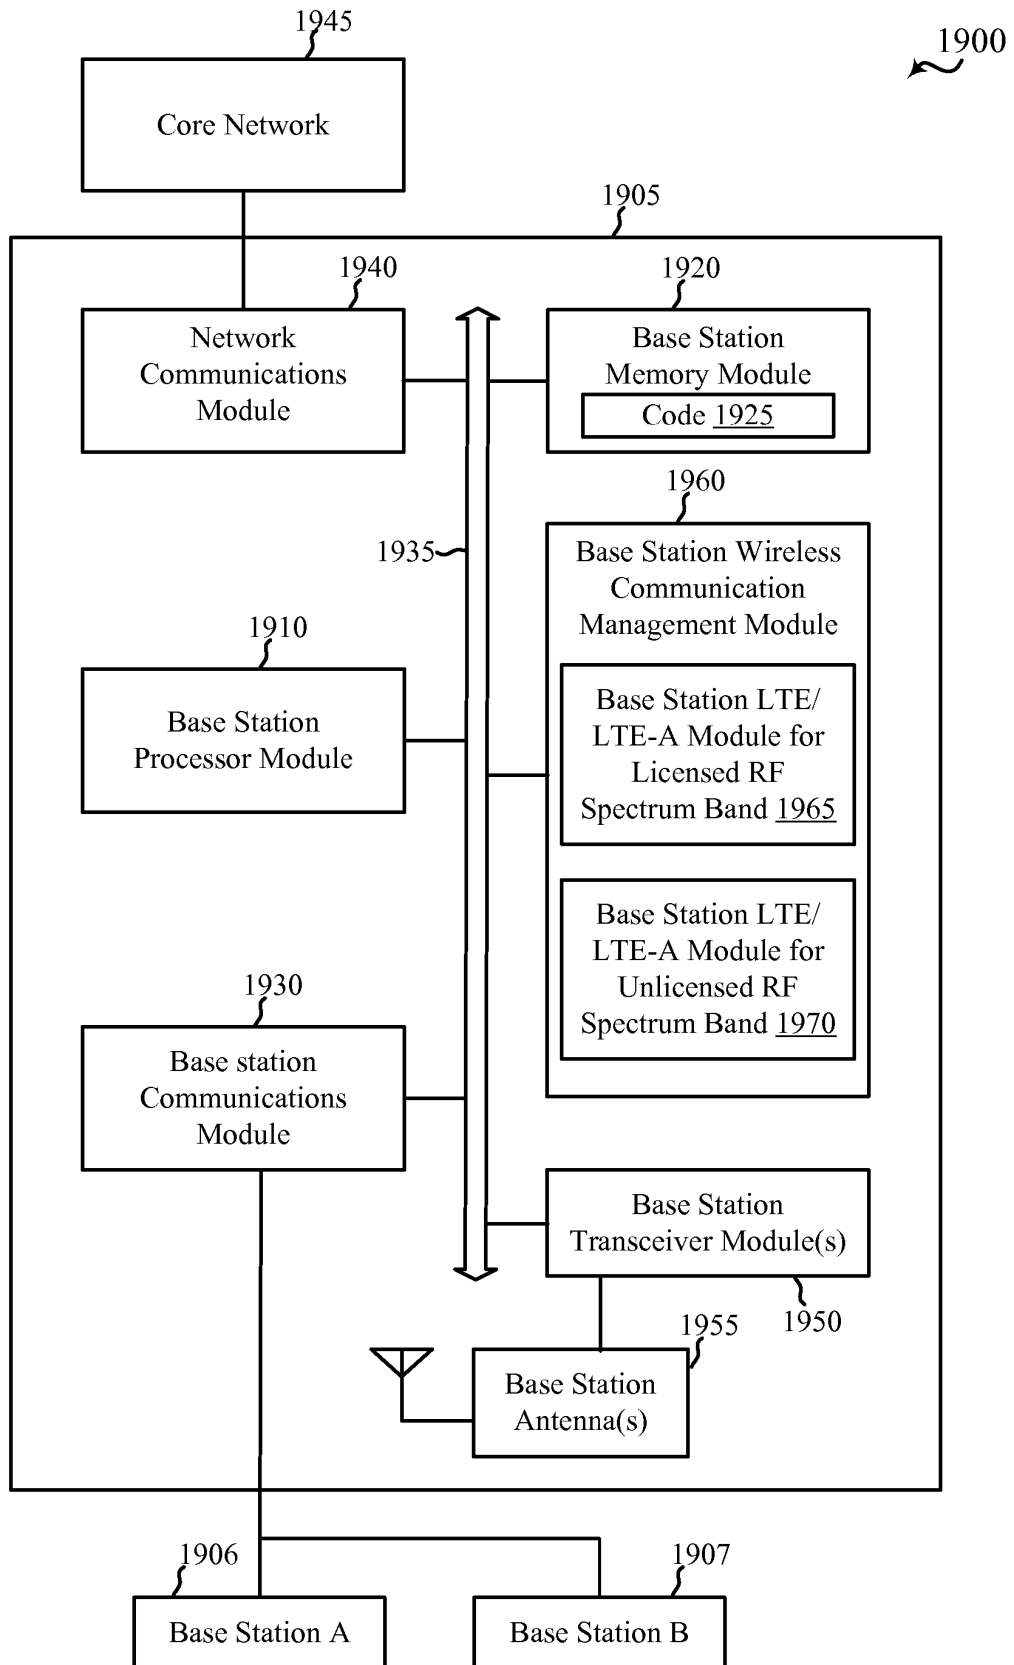 1945
1900
Core Network
1905
1940
Network
Communications
Module
1920
Base Station
Memory Module
Code 1925
1935
1960
Base Station Wireless
Communication
Management Module
Base Station LTE/
LTE-A Module for
Licensed RF
Spectrum Band 1965
Base Station LTE/
LTE-A Module for
Unlicensed RF
Spectrum Band 1970
1910
Base Station
Processor Module
1930
Base station
Communications
Module
Base Station
Transceiver Module(s)
1950
1955
Base Station
Antenna(s)
1906
Base Station A
1907
Base Station B